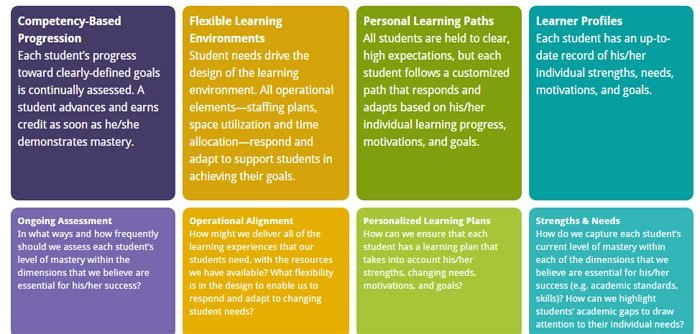 Competency-Based
Progression
Each student's progress
toward clearly-defined goals
is continually assessed. A
student advances and earns
credit as soon as he/she
demonstrates mastery.
Flexible Learning
Environments
Student needs drive the
design of the learning
environment. All operational
elements—staffing plans,
space utilization and time
allocation—respond and
adapt to support students in
achieving their goals.
Personal Learning Paths
All students are held to clear,
high expectations, but each
student follows a customized
path that responds and
adapts based on his/her
individual learning progress,
motivations, and goals.
Learner Profiles
Each student has an up-to-
date record of his/her
individual strengths, needs,
motivations, and goals.
Ongoing Assessment
In what ways and how frequently
should we assess each student's
level of mastery within the
dimensions that we believe are
essential for his/her success?
Operational Alignment
How might we deliver all of the
learning experiences that our
students need, with the resources
we have available? What flexibility
is in the design to enable us to
respond and adapt to changing
student needs?
Personalized Learning Plans
How can we ensure that each
student has a learning plan that
takes into account his/her
strengths, changing needs,
motivations, and goals?
Strengths & Needs
How do we capture each student's
current level of mastery within
each of the dimensions that we
believe are essential for his/her
success (e.g. academic standards,
skills)? How can we highlight
students' academic gaps to draw
attention to their individual needs?